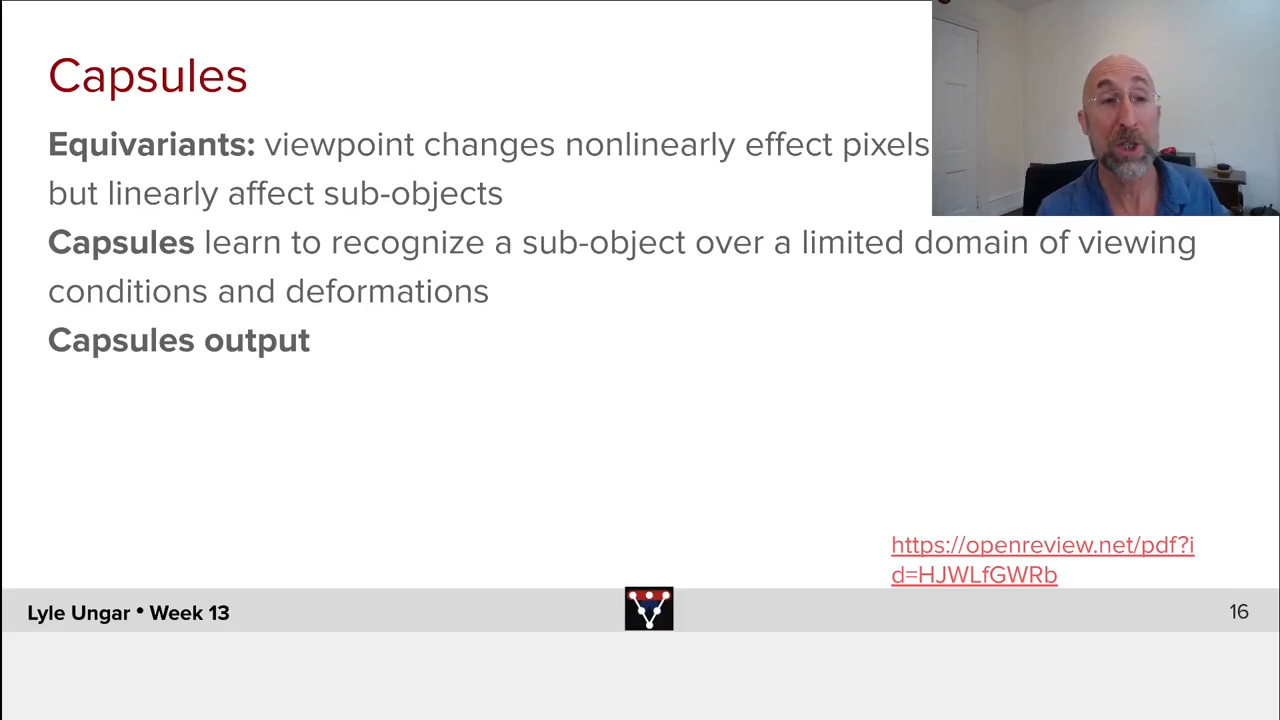 Capsules
Equivariants: viewpoint changes nonlinearly effect pixels
but linearly affect sub-objects
Capsules learn to recognize a sub-object over a limited domain of viewing
conditions and deformations
Capsules output
https://openreview.net/pdf?i
d=HJWLfGWRb
Lyle Ungar • Week 13
16